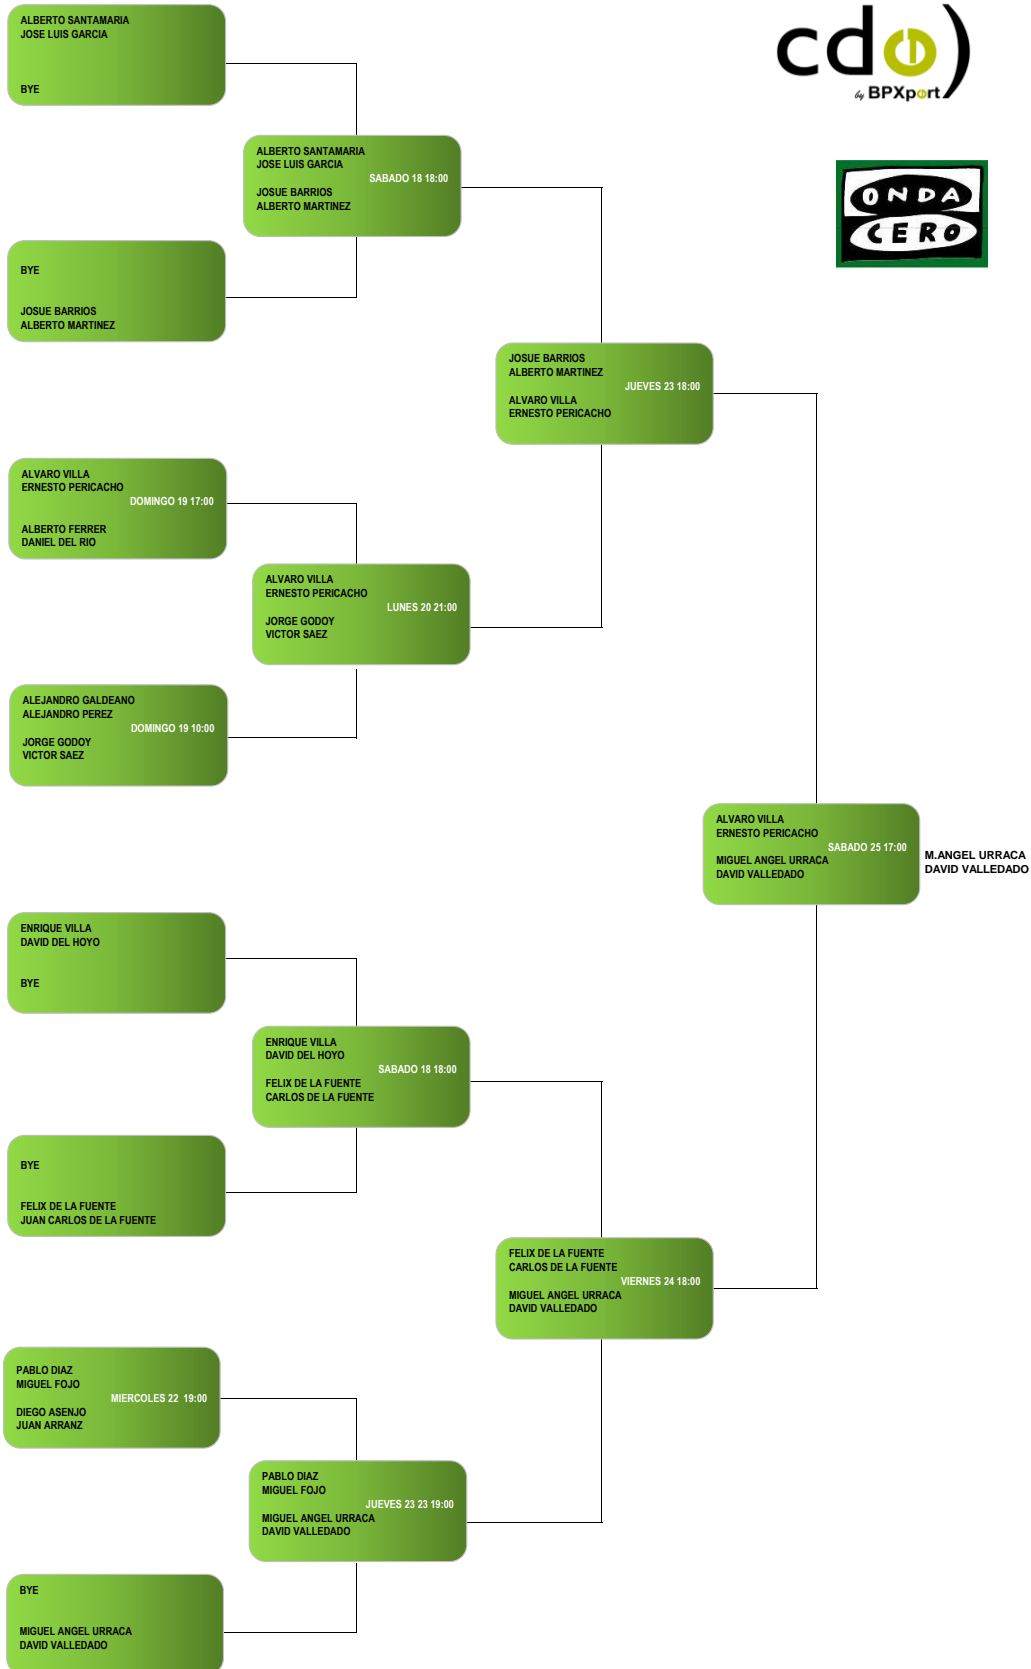 ALBERTO SANTAMARIA
JOSE LUIS GARCIA
BYE
cdo)
by BPXport
ALBERTO SANTAMARIA
JOSE LUIS GARCIA
SABADO 18 18:00
JOSUE BARRIOS
ALBERTO MARTINEZ
ONDA
CERO
BYE
JOSUE BARRIOS
ALBERTO MARTINEZ
JOSUE BARRIOS
ALBERTO MARTINEZ
JUEVES 23 18:00
ALVARO VILLA
ERNESTO PERICACHO
ALVARO VILLA
ERNESTO PERICACHO
DOMINGO 19 17:00
ALBERTO FERRER
DANIEL DEL RIO
ALVARO VILLA
ERNESTO PERICACHO
LUNES 20 21:00
JORGE GODOY
VICTOR SAEZ
ALEJANDRO GALDEANO
ALEJANDRO PEREZ
DOMINGO 19 10:00
JORGE GODOY
VICTOR SAEZ
ALVARO VILLA
ERNESTO PERICACHO
SABADO 25 17:00
MIGUEL ANGEL URRACA
DAVID VALLEDADO
M.ANGEL URRACA
DAVID VALLEDADO
ENRIQUE VILLA
DAVID DEL HOYO
BYE
ENRIQUE VILLA
DAVID DEL HOYO
SABADO 18 18:00
FELIX DE LA FUENTE
CARLOS DE LA FUENTE
BYE
FELIX DE LA FUENTE
JUAN CARLOS DE LA FUENTE
FELIX DE LA FUENTE
CARLOS DE LA FUENTE
VIERNES 24 18:00
MIGUEL ANGEL URRACA
DAVID VALLEDADO
PABLO DIAZ
MIGUEL FOJO
MIERCOLES 22  19:00
DIEGO ASENJO
JUAN ARRANZ
PABLO DIAZ
MIGUEL FOJO
JUEVES 23 23 19:00
MIGUEL ANGEL URRACA
DAVID VALLEDADO
BYE
MIGUEL ANGEL URRACA
DAVID VALLEDADO